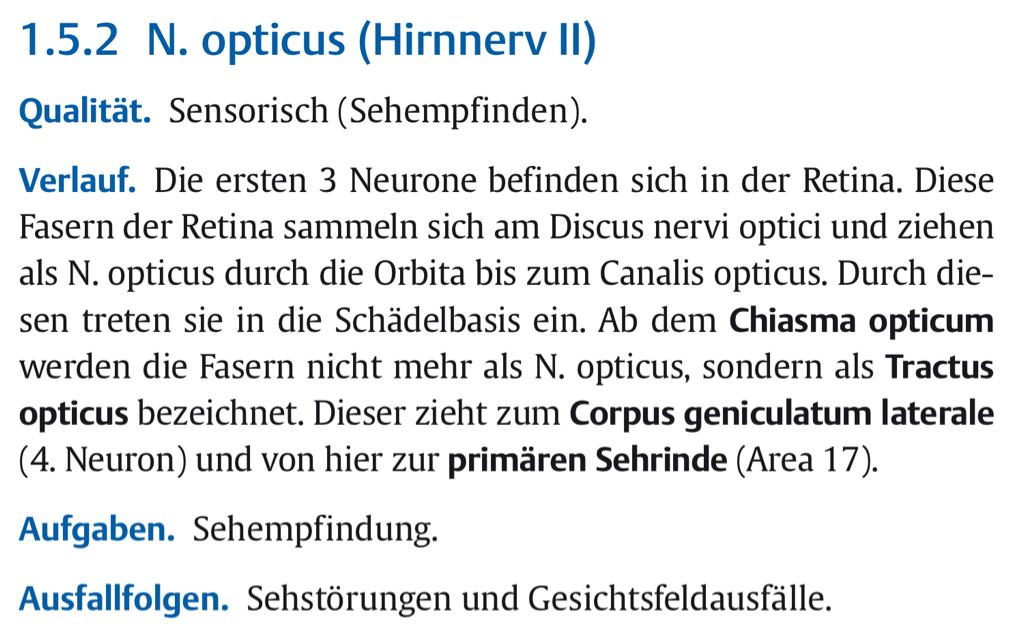 1.5.2 N. opticus (Hirnnerv II)
Qualität. Sensorisch (Sehempfinden).
Verlauf. Die ersten 3 Neurone befinden sich in der Retina. Diese
Fasern der Retina sammeln sich am Discus nervi optici und ziehen
als N. opticus durch die Orbita bis zum Canalis opticus. Durch die-
sen treten sie in die Schädelbasis ein. Ab dem Chiasma opticum
werden die Fasern nicht mehr als N. opticus, sondern als Tractus
opticus bezeichnet. Dieser zieht zum Corpus geniculatum laterale
(4. Neuron) und von hier zur primären Sehrinde (Area 17).
Aufgaben. Sehempfindung.
Ausfallfolgen. Sehstörungen und Gesichtsfeldausfälle.